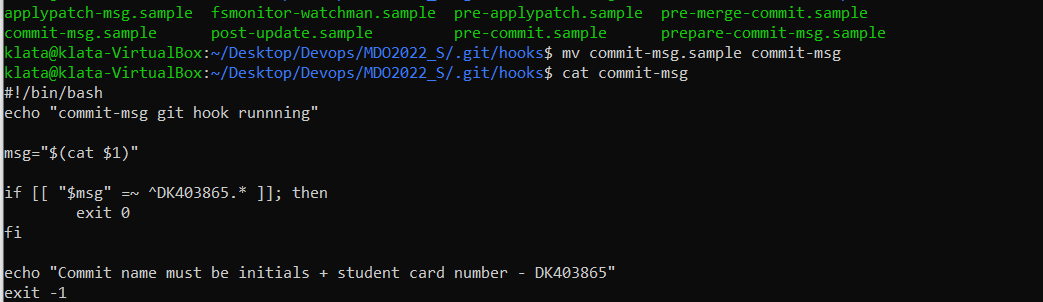 applypatch-msg.sample fsmonitor-watchman.sample pre-applypatch.sample pre-merge-commit.sample
commit-msg.sample post-update.sample pre-commit.sample prepare-commit-msg.sample
klata@klata-VirtualBox:~/Desktop/Devops/MDO2022_S/.git/hooks$ mv commit-msg.sample commit-msg
klata@klata-VirtualBox:~/Desktop/Devops/MDO2022_S/.git/hooks$ cat commit-msg
#!/bin/bash
echo "commit-msg git hook runnning"
msg="$(cat $1)"
if [[ "$msg" =~ ^DK403865.* ]]; then
exit 0
fi
echo "Commit name must be initials + student card number - DK403865"
exit -1